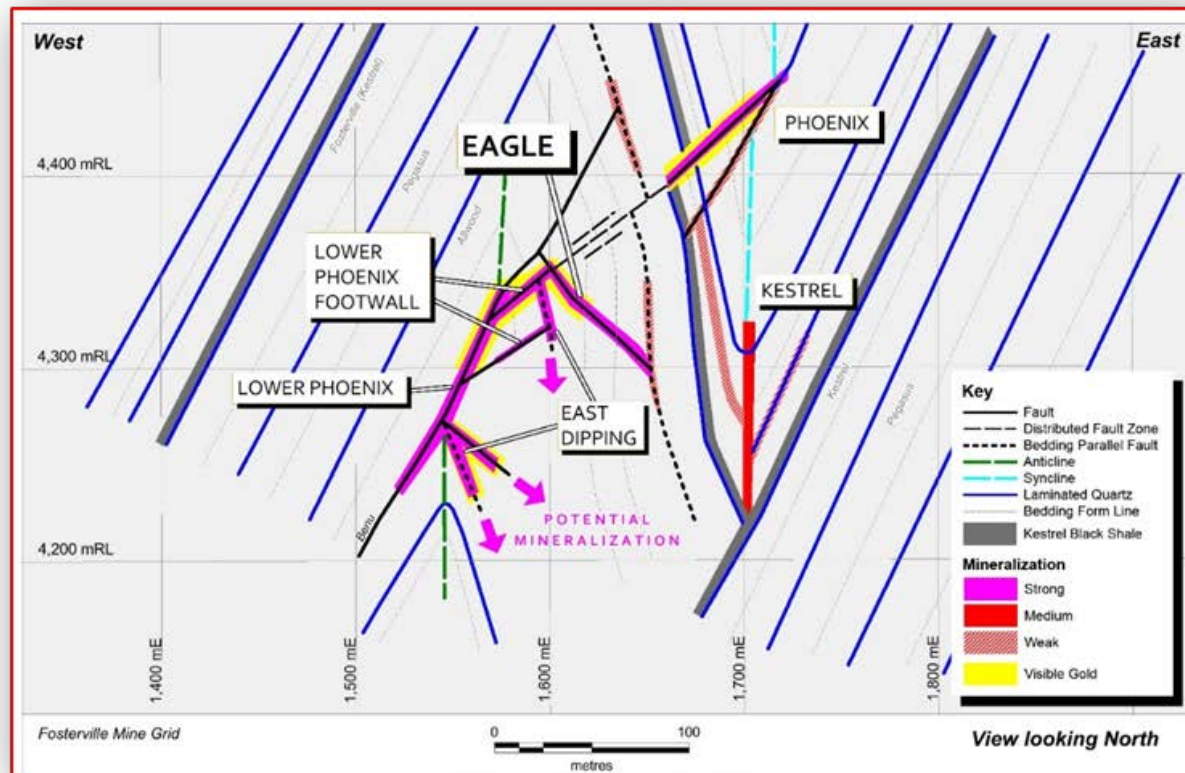 West
East
Fosterville (Kestrel)
Pegasus
Allwood
PHOENIX
4,400 mRL
EAGLE
LOWER
PHOENIX
FOOTWALL
KESTREL
4,300 mRL
LOWER PHOENIX
EAST
DIPPING
Kestrel
Pegasus
Benu
POTENTIAL
MINERALIZATION
4,200 mRL
Key
Fault
Distributed Fault Zone
Bedding Parallel Fault
Anticline
Syncline
Laminated Quartz
Bedding Form Line
Kestrel Black Shale
Mineralization
Strong
Medium
Weak
Visible Gold
1,400 mE
1,500 mE
1,600 mE
1,700 mE
1,800 mE
Fosterville Mine Grid
0 100
metres
View looking North